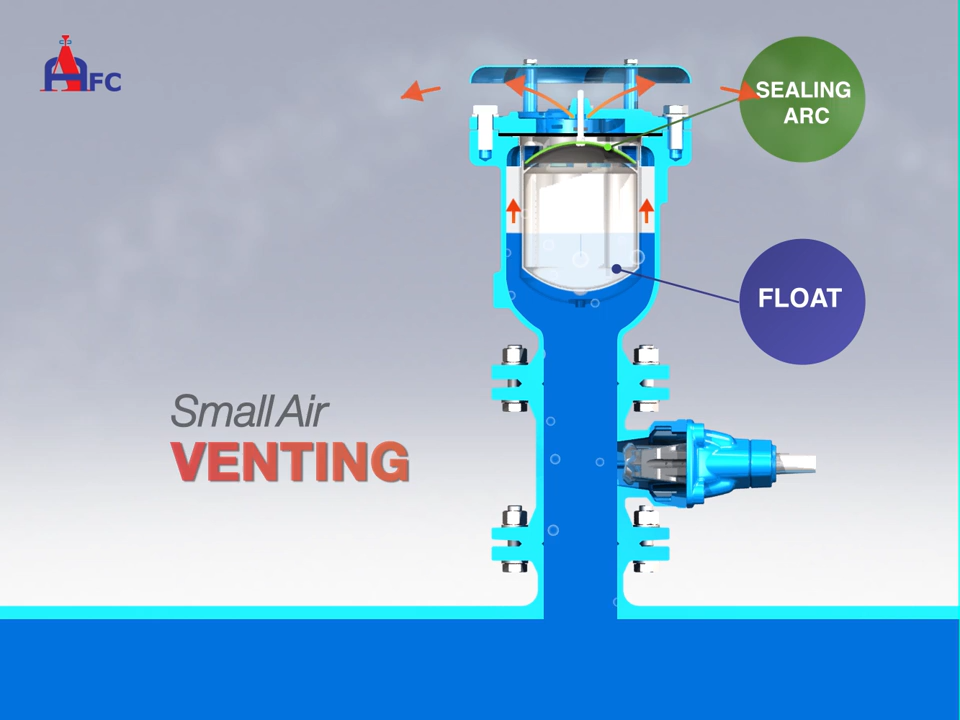 AFC
SEALING
ARC
FLOAT
Small Air
VENTING